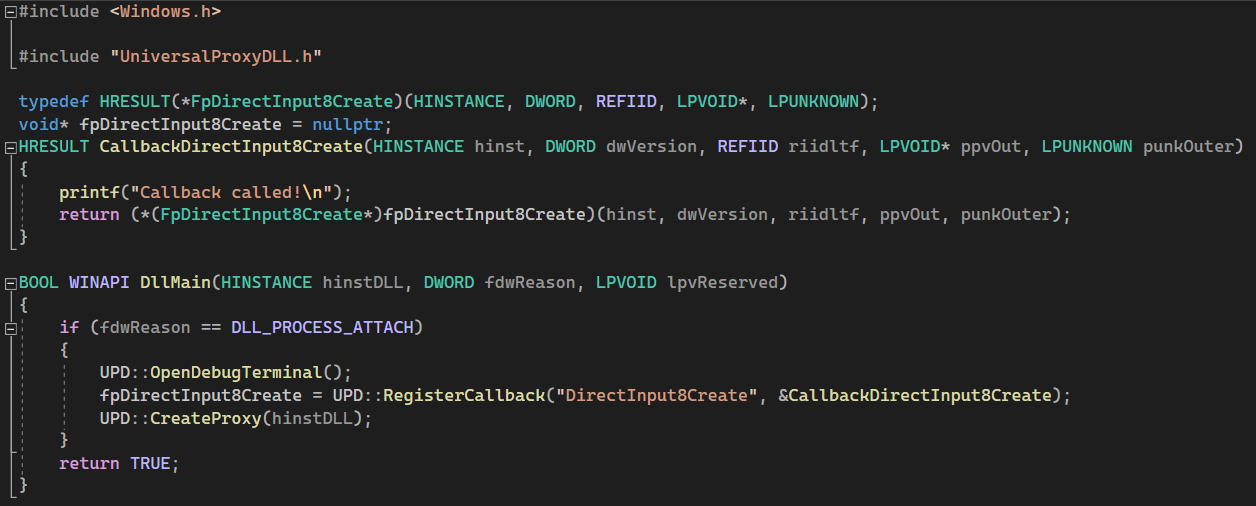 #include <Windows.h>
#include "UniversalProxyDLL.h"
typedef HRESULT(*FpDirectInput8Create)(HINSTANCE, DWORD, REFIID, LPVOID*, LPUNKNOWN);
void* fpDirectInput8Create = nullptr;
HRESULT CallbackDirectInput8Create(HINSTANCE hinst, DWORD dwVersion, REFIID riidltf, LPVOID* ppvOut, LPUNKNOWN punkOuter)
{
    printf("Callback called!\n");
    return (*(FpDirectInput8Create*)fpDirectInput8Create)(hinst, dwVersion, riidltf, ppvOut, punkOuter);
}
BOOL WINAPI DllMain(HINSTANCE hinstDLL, DWORD fdwReason, LPVOID lpvReserved)
{
    if (fdwReason == DLL_PROCESS_ATTACH)
    {
        UPD::OpenDebugTerminal();
        fpDirectInput8Create = UPD::RegisterCallback("DirectInput8Create", &CallbackDirectInput8Create);
        UPD::CreateProxy(hinstDLL);
    }
    return TRUE;
}